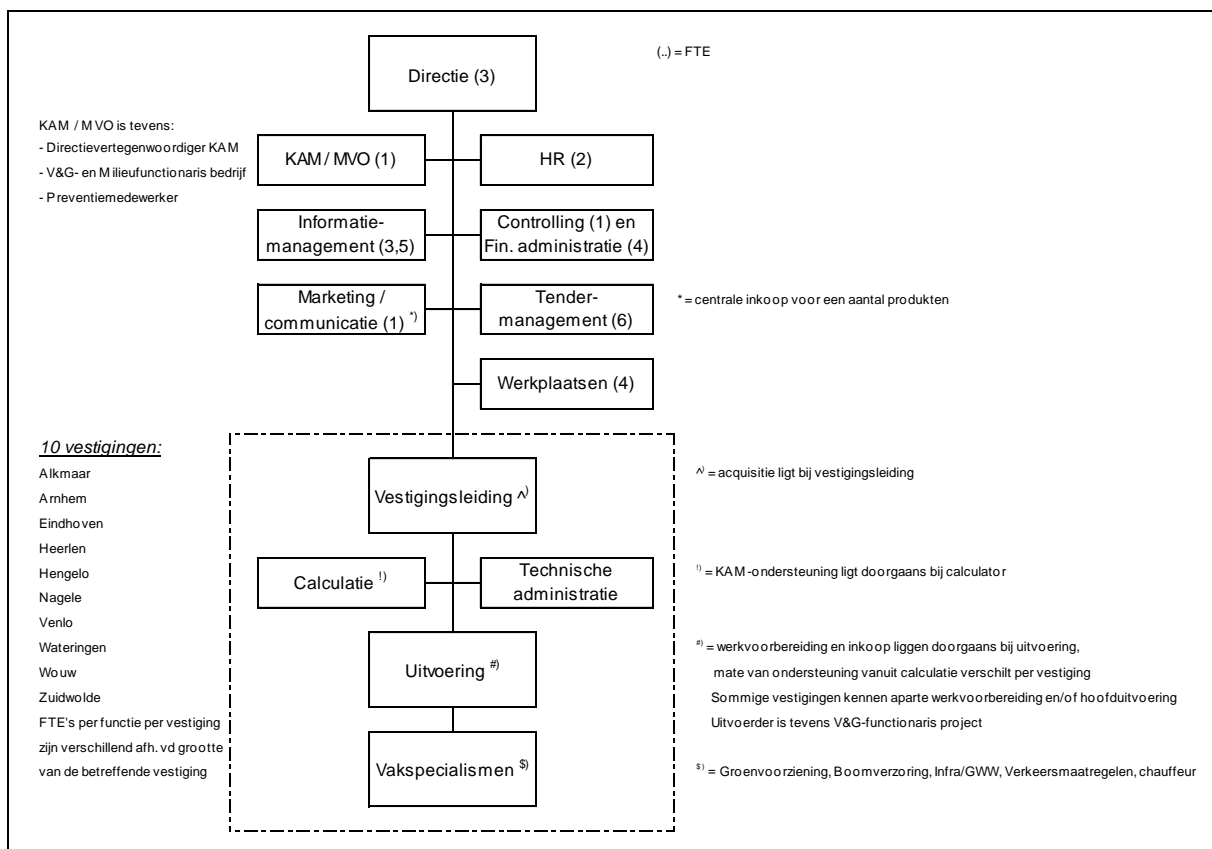 Directie (3)
(..) = FTE
KAM / MVO is tevens:
- Directievertegenwoordiger KAM
- V&G- en Milieufunctionaris bedrijf
- Preventiemedewerker
KAM / MVO (1)
HR (2)
Informatie-
management (3,5)
Controlling (1) en
Fin. administratie (4)
Marketing /
communicatie (1) *)
Tender-
management (6)
* = centrale inkoop voor een aantal produkten
Werkplaatsen (4)
10 vestigingen:
Alkmaar
Arnhem
Eindhoven
Heerlen
Hengelo
Nagele
Venlo
Wateringen
Wouw
Zuidwolde
FTE's per functie per vestiging
zijn verschillend afh. vd grootte
van de betreffende vestiging
Vestigingsleiding ^)
^) = acquisitie ligt bij vestigingsleiding
Calculatie !)
Technische
administratie
!) = KAM-ondersteuning ligt doorgaans bij calculator
Uitvoering #)
#) = werkvoorbereiding en inkoop liggen doorgaans bij uitvoering,
mate van ondersteuning vanuit calculatie verschilt per vestiging
Sommige vestigingen kennen aparte werkvoorbereiding en/of hoofduitvoering
Uitvoerder is tevens V&G-functionaris project
Vakspecialismen $)
$) = Groenvoorziening, Boomverzoring, Infra/GWW, Verkeersmaatregelen, chauffeur